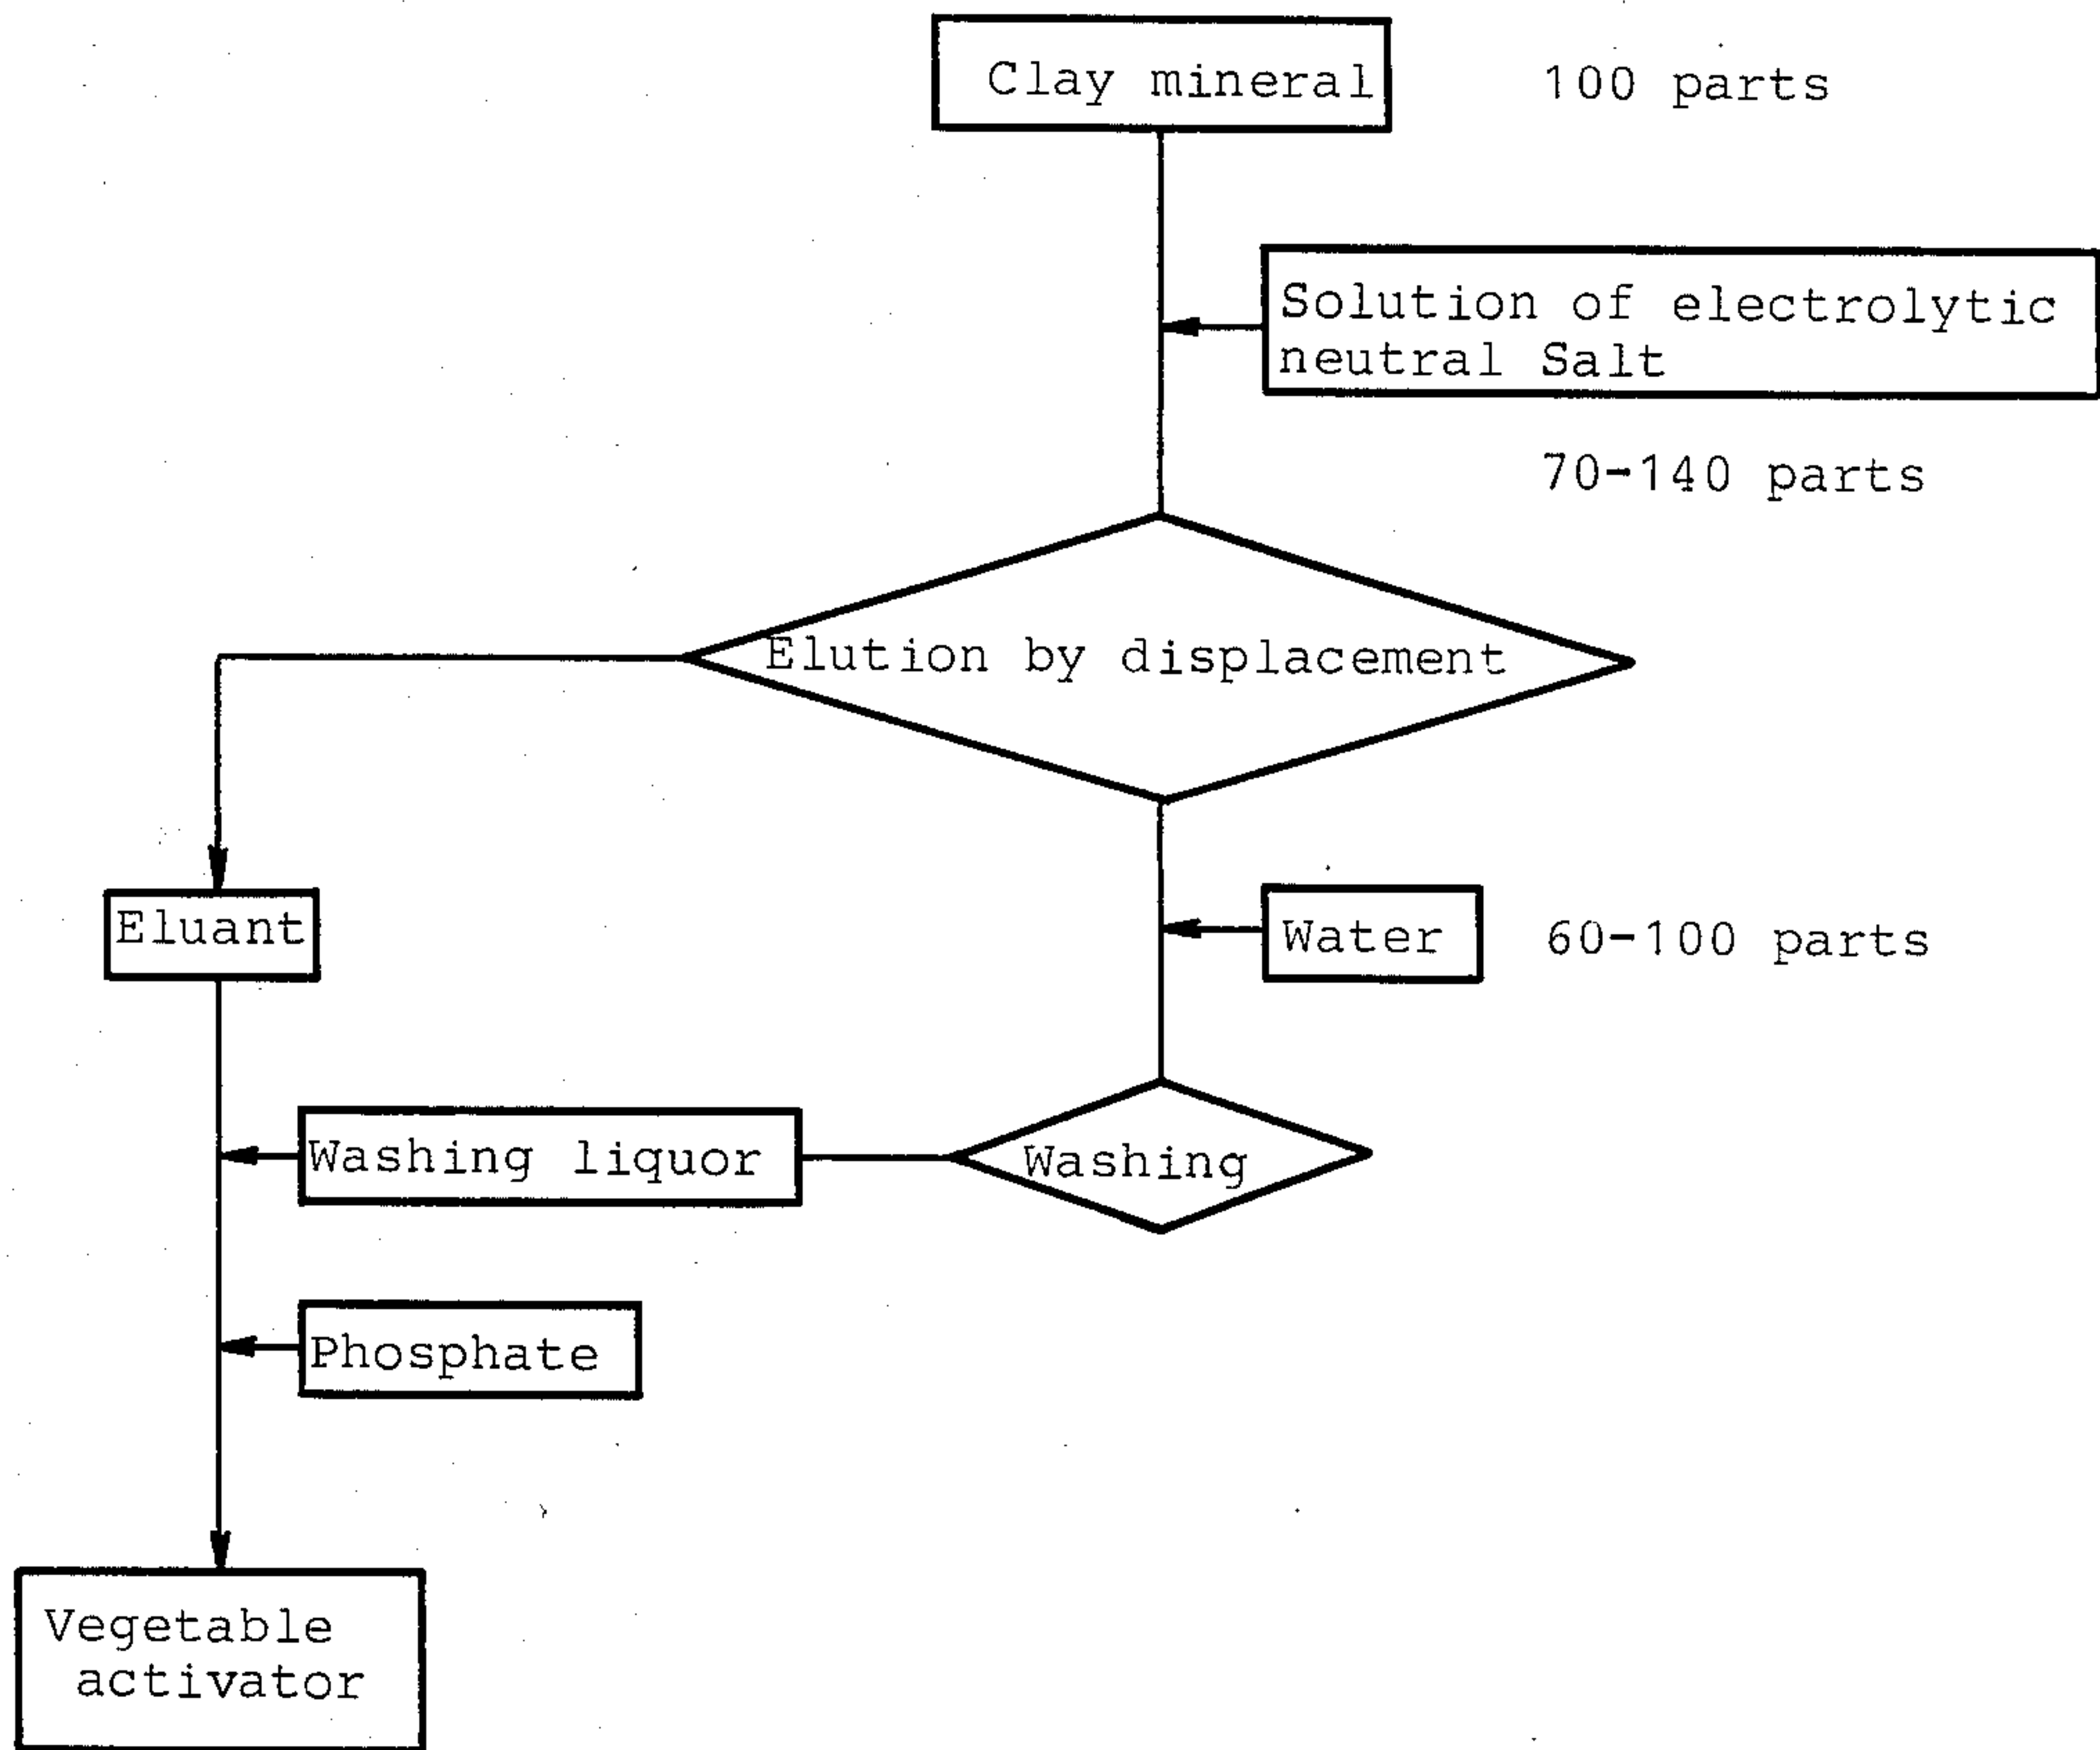 Clay mineral
100 parts
Solution of electrolytic
neutral Salt
70-140 parts
Elution by displacement
Eluant
Water
60-100 parts
Washing liquor
Washing
Phosphate
Vegetable
activator